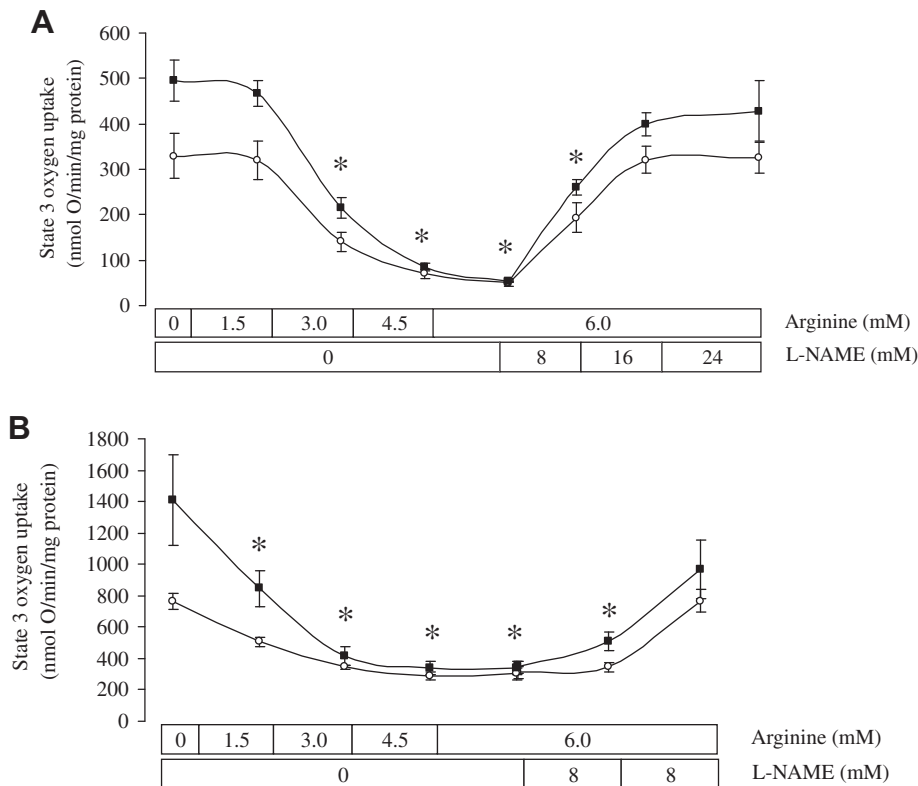 A
State 3 oxygen uptake
(nmol O/min/mg protein)
600
500
400
300
200
100
0
*
*
*
*
0 1.5 3.0 4.5 6.0 Arginine (mM)
0 8 16 24 L-NAME (mM)
B
State 3 oxygen uptake
(nmol O/min/mg protein)
1800
1600
1400
1200
1000
800
600
400
200
0
*
*
*
*
*
0 1.5 3.0 4.5 6.0 Arginine (mM)
0 8 8 L-NAME (mM)